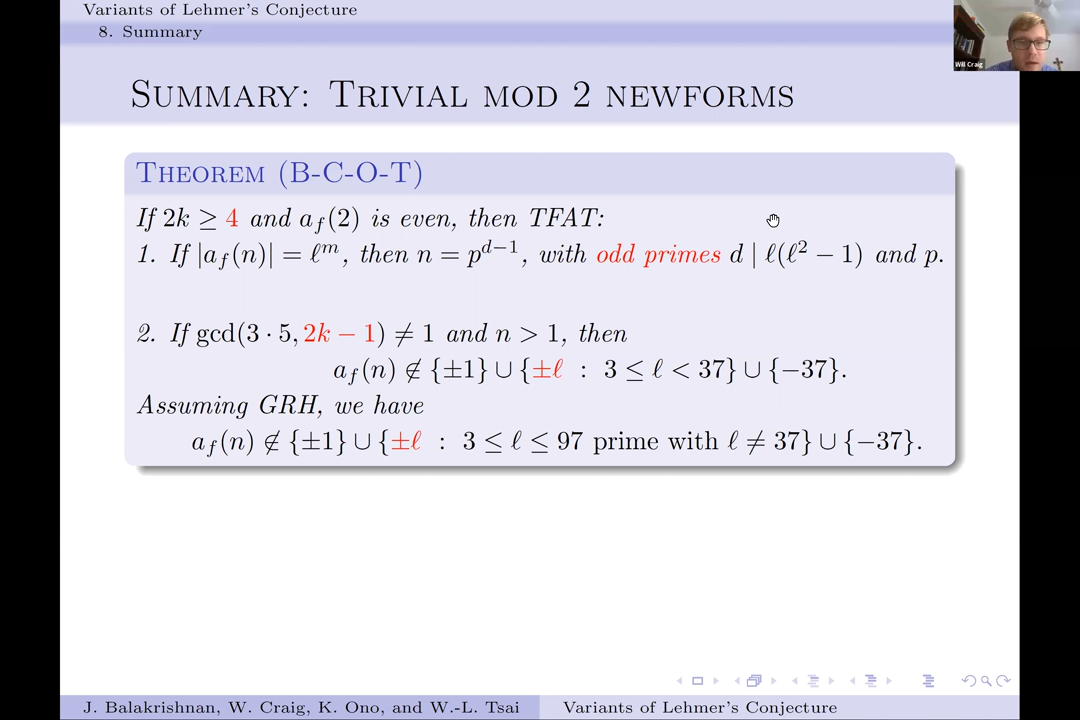 Variants of Lehmer's Conjecture
8. Summary
Will Craig
Summary: Trivial mod 2 newforms
Theorem (B-C-O-T)
If 2k ≥ 4 and a_f(2) is even, then TFAT:
1. If |a_f(n)| = ℓ^m, then n = p^{d−1}, with odd primes d | ℓ(ℓ² − 1) and p.
2. If gcd(3 · 5, 2k − 1) ≠ 1 and n > 1, then
a_f(n) ∉ {±1} ∪ {±ℓ : 3 ≤ ℓ < 37} ∪ {−37}.
Assuming GRH, we have
a_f(n) ∉ {±1} ∪ {±ℓ : 3 ≤ ℓ ≤ 97 prime with ℓ ≠ 37} ∪ {−37}.
J. Balakrishnan, W. Craig, K. Ono, and W.-L. Tsai
Variants of Lehmer's Conjecture